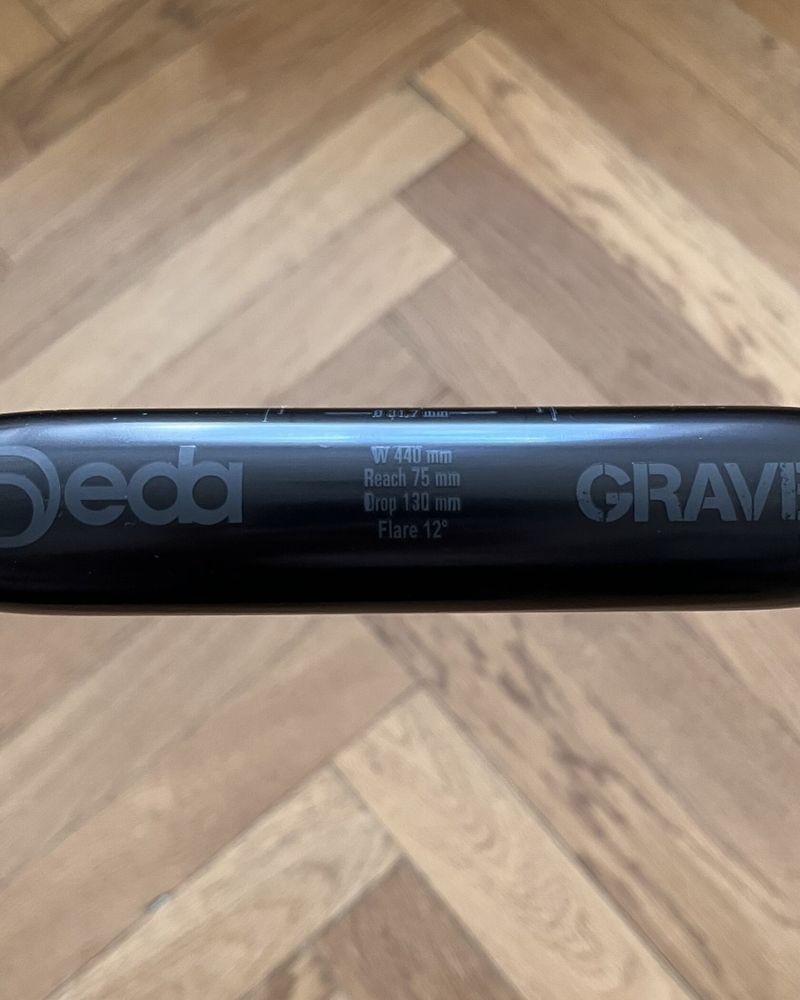 Ø 31,7 mm
Deda
W 440 mm
Reach 75 mm
Drop 130 mm
Flare 12°
GRAVE